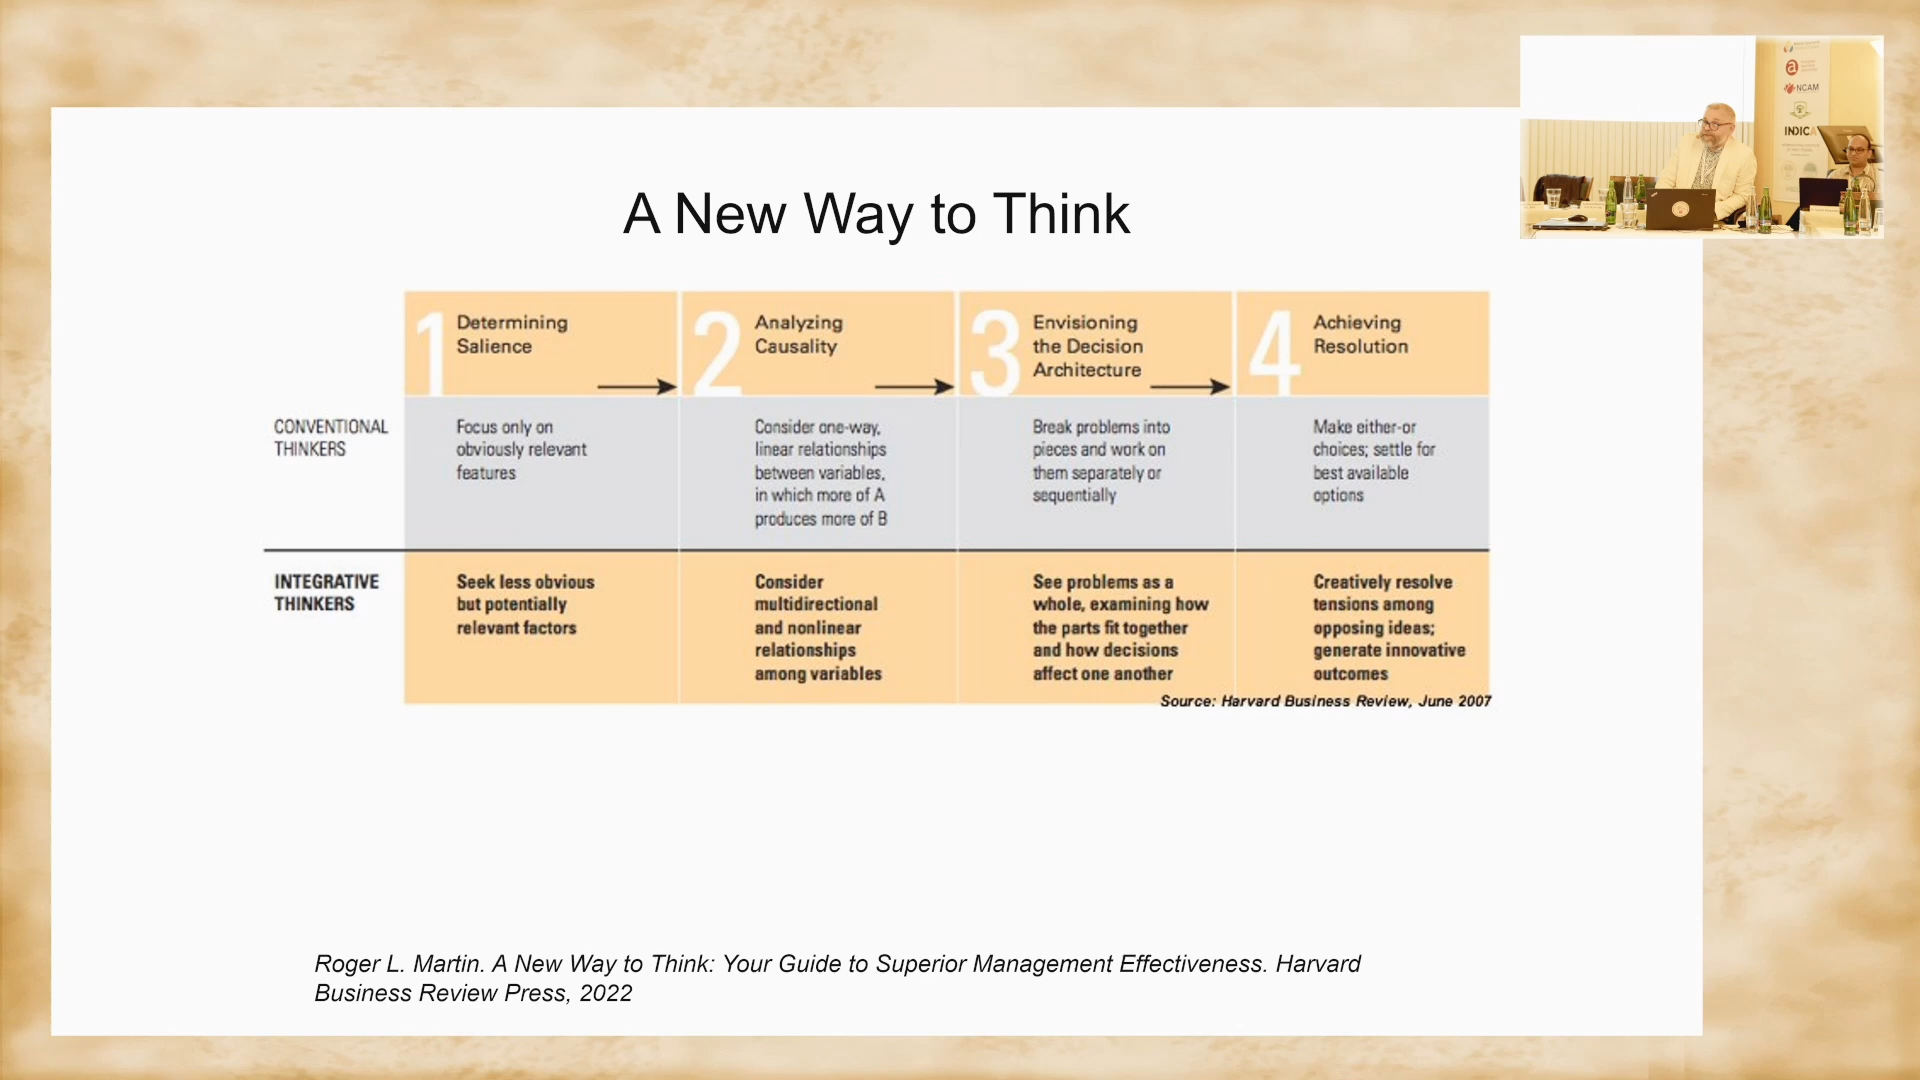 A New Way to Think
1 Determining
Salience
2 Analyzing
Causality
3 Envisioning
the Decision
Architecture
4 Achieving
Resolution
CONVENTIONAL
THINKERS
Focus only on
obviously relevant
features
Consider one-way,
linear relationships
between variables,
in which more of A
produces more of B
Break problems into
pieces and work on
them separately or
sequentially
Make either-or
choices; settle for
best available
options
INTEGRATIVE
THINKERS
Seek less obvious
but potentially
relevant factors
Consider
multidirectional
and nonlinear
relationships
among variables
See problems as a
whole, examining how
the parts fit together
and how decisions
affect one another
Creatively resolve
tensions among
opposing ideas;
generate innovative
outcomes
Source: Harvard Business Review, June 2007
Roger L. Martin. A New Way to Think: Your Guide to Superior Management Effectiveness. Harvard
Business Review Press, 2022
a
NCAM
INDICA